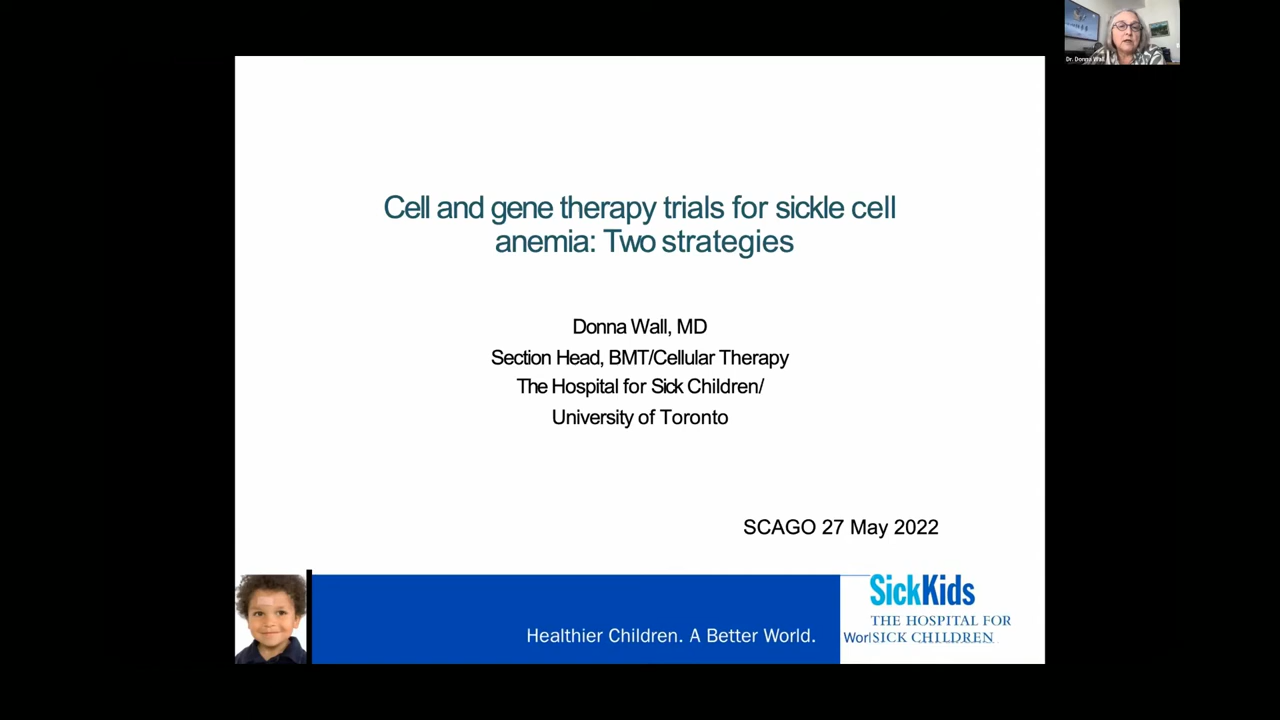 Dr. Donna Wall
Cell and gene therapy trials for sickle cell
anemia: Two strategies
Donna Wall, MD
Section Head, BMT/Cellular Therapy
The Hospital for Sick Children/
University of Toronto
SCAGO 27 May 2022
Healthier Children. A Better World.
SickKids
THE HOSPITAL FOR
SICK CHILDREN